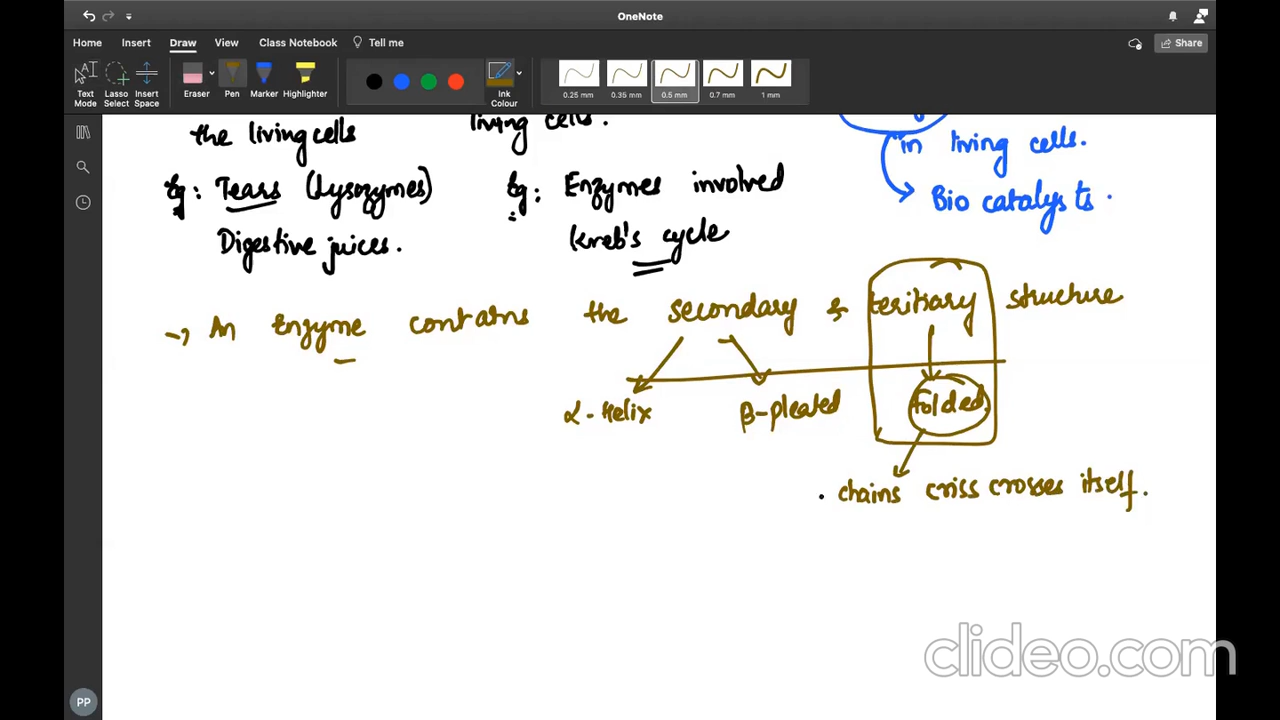 OneNote
Home Insert Draw View Class Notebook Tell me Share
Text Mode Lasso Select Insert Space Eraser Pen Marker Highlighter Ink Colour 0.25 mm 0.35 mm 0.5 mm 0.7 mm 1 mm
the living cells
Eg: Tears (Lysozymes)
Digestive juices.
living cells.
Eg: Enzymes involved
Kreb's cycle
in living cells.
Bio catalysts.
→ An Enzyme contains the secondary & teritiary structure
α-Helix β-pleated folded.
chains criss crosses itself.
clideo.com
PP